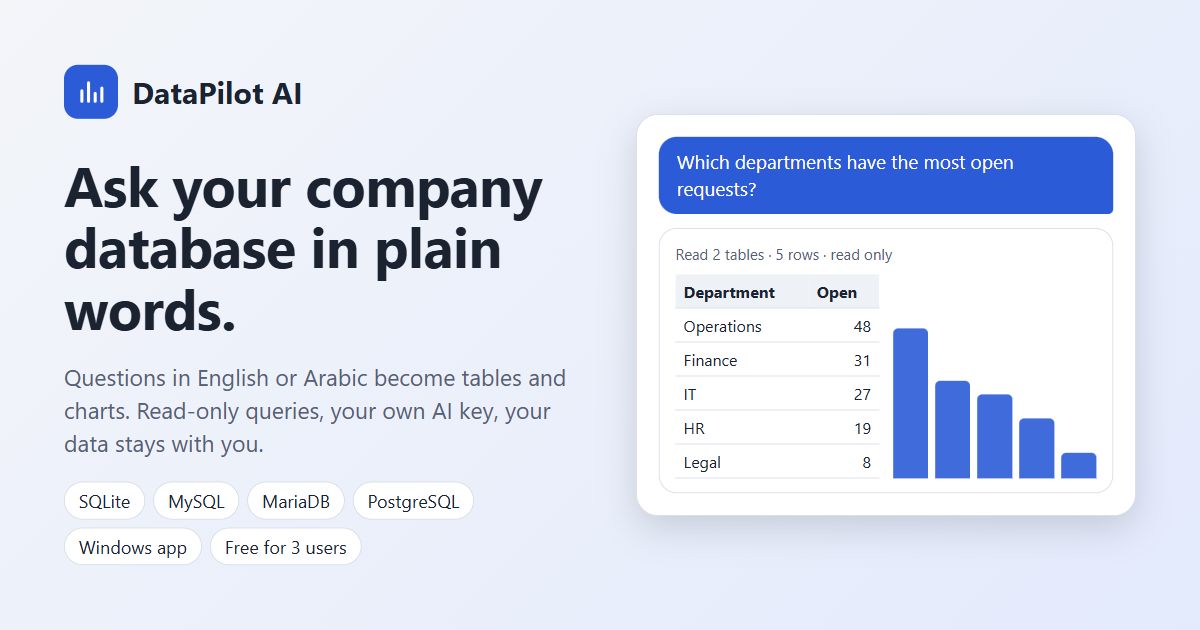 DataPilot AI
Ask your company
database in plain
words.
Questions in English or Arabic become tables and
charts. Read-only queries, your own AI key, your
data stays with you.
SQLite MySQL MariaDB PostgreSQL
Windows app Free for 3 users
Which departments have the most open
requests?
Read 2 tables · 5 rows · read only
Department Open
Operations 48
Finance 31
IT 27
HR 19
Legal 8